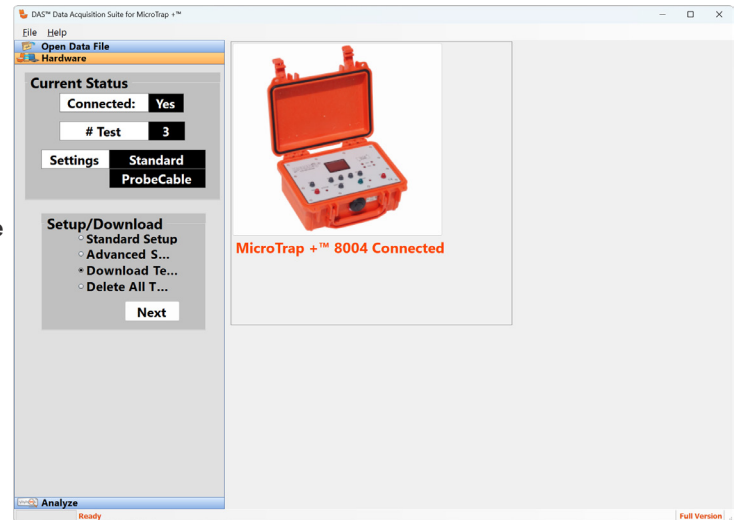 DAS™ Data Acquisition Suite for MicroTrap +™
File Help
Open Data File
Hardware
Current Status
Connected: Yes
# Test 3
Settings Standard
ProbeCable
e
Setup/Download
Standard Setup
Advanced S...
Download Te...
Delete All T...
Next
MicroTrap +™ 8004 Connected
Analyze
Ready
Full Version